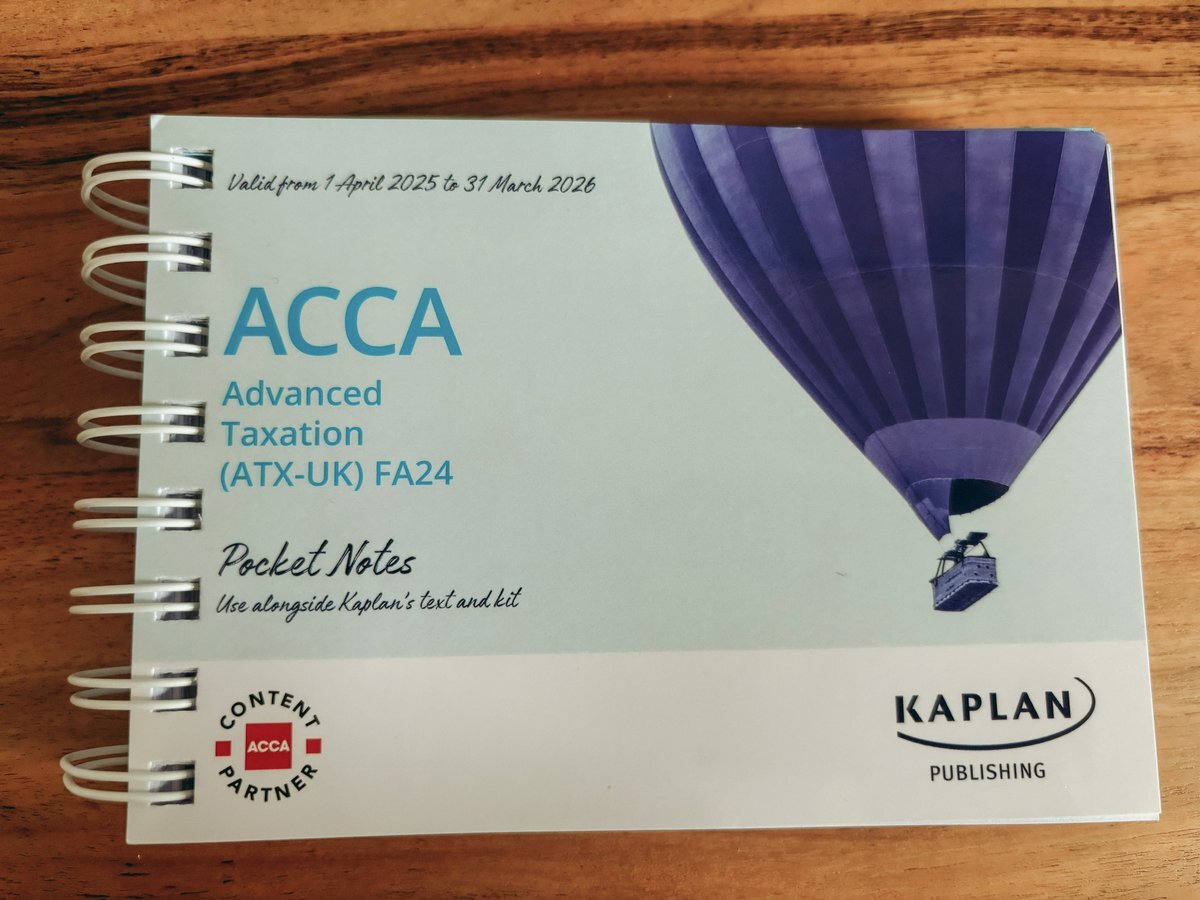 Valid from 1 April 2025 to 31 March 2026
ACCA
Advanced
Taxation
(ATX-UK) FA24
Pocket Notes
Use alongside Kaplan's text and kit
CONTENT
ACCA
PARTNER
KAPLAN
PUBLISHING